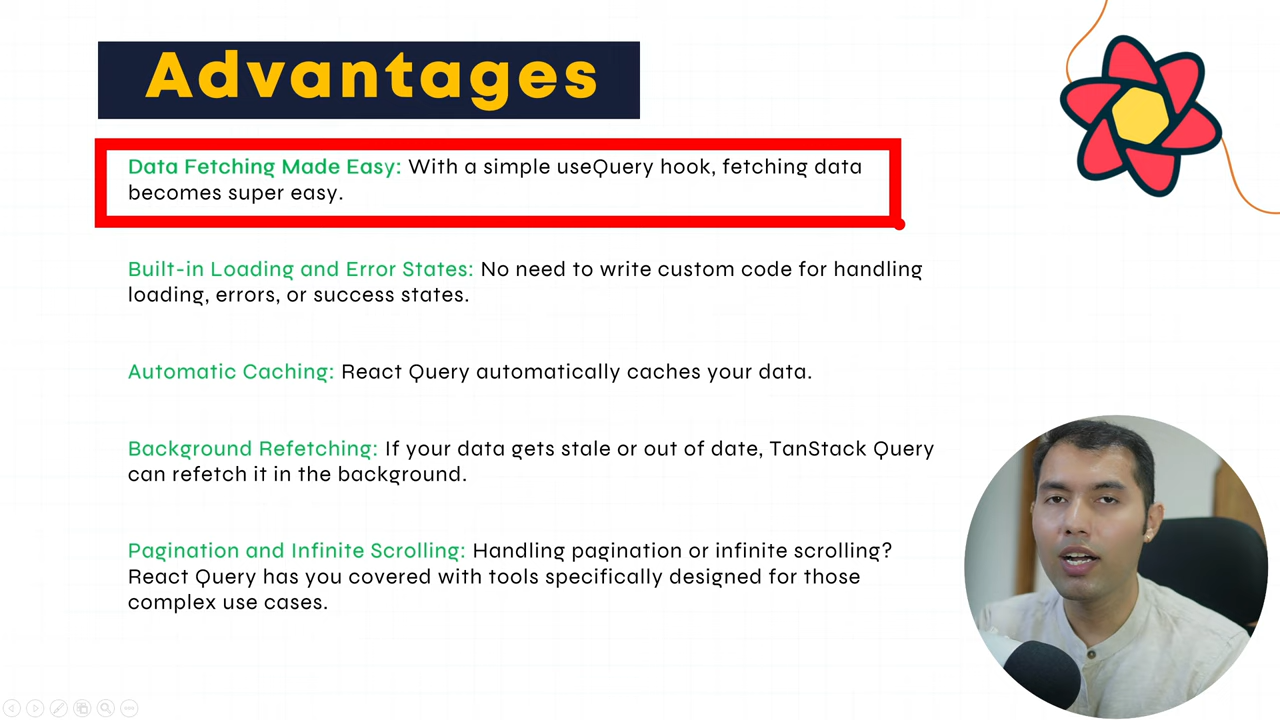 Advantages
Data Fetching Made Easy: With a simple useQuery hook, fetching data
becomes super easy.
Built-in Loading and Error States: No need to write custom code for handling
loading, errors, or success states.
Automatic Caching: React Query automatically caches your data.
Background Refetching: If your data gets stale or out of date, TanStack Query
can refetch it in the background.
Pagination and Infinite Scrolling: Handling pagination or infinite scrolling?
React Query has you covered with tools specifically designed for those
complex use cases.